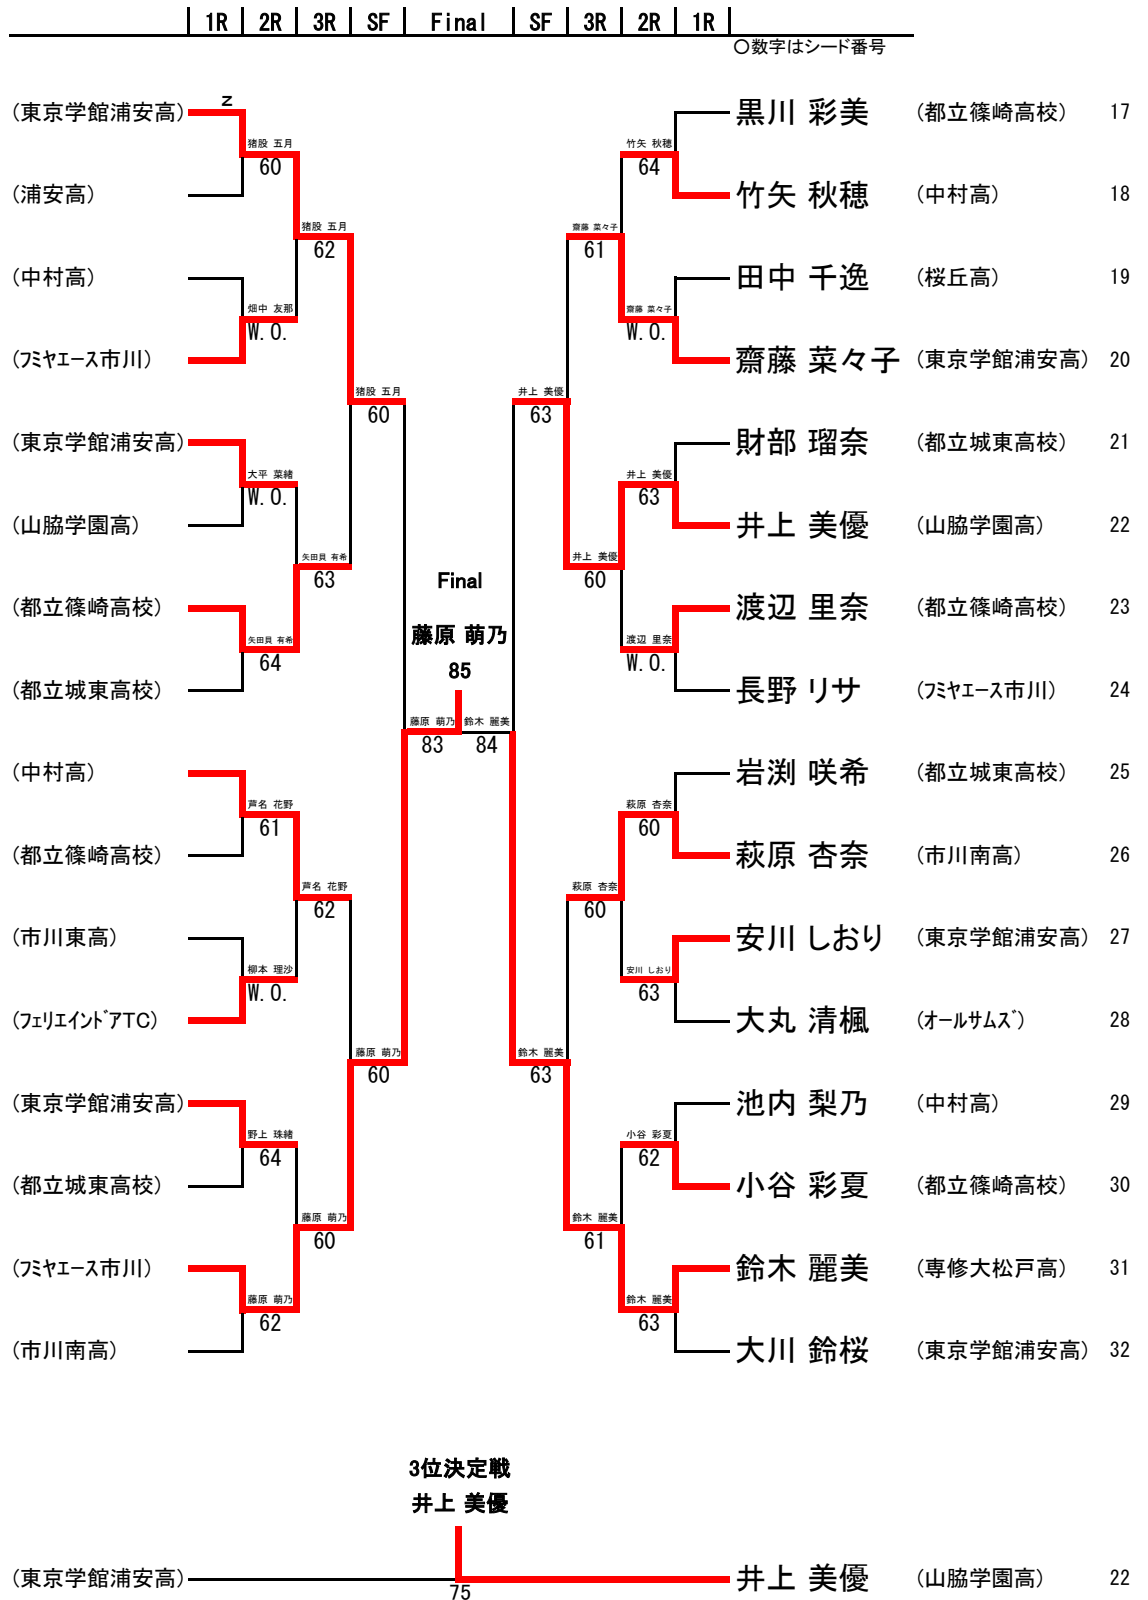 1R 2R 3R SF Final SF 3R 2R 1R
○数字はシード番号
(東京学館浦安高) N 黒川 彩美 (都立篠崎高校) 17
猪股 五月 竹矢 秋穂
60 64
(浦安高) 竹矢 秋穂 (中村高) 18
猪股 五月 齋藤 菜々子
62 61
(中村高) 田中 千逸 (桜丘高) 19
畑中 友那 齋藤 菜々子
W.O. W.O.
(フミヤエース市川) 齋藤 菜々子 (東京学館浦安高) 20
猪股 五月 井上 美優
60 63
(東京学館浦安高) 財部 瑠奈 (都立城東高校) 21
大平 菜緒 井上 美優
W.O. 63
(山脇学園高) 井上 美優 (山脇学園高) 22
矢田貝 有希 井上 美優
63 Final 60
(都立篠崎高校) 渡辺 里奈 (都立篠崎高校) 23
矢田貝 有希 藤原 萌乃 渡辺 里奈
64 85 W.O.
(都立城東高校) 長野 リサ (フミヤエース市川) 24
藤原 萌乃 鈴木 麗美
83 84
(中村高) 岩渕 咲希 (都立城東高校) 25
芦名 花野 萩原 杏奈
61 60
(都立篠崎高校) 萩原 杏奈 (市川南高) 26
芦名 花野 萩原 杏奈
62 60
(市川東高) 安川 しおり (東京学館浦安高) 27
柳本 理沙 安川 しおり
W.O. 63
(フェリエインドアTC) 大丸 清楓 (オールサムズ) 28
藤原 萌乃 鈴木 麗美
60 63
(東京学館浦安高) 池内 梨乃 (中村高) 29
野上 珠緒 小谷 彩夏
64 62
(都立城東高校) 小谷 彩夏 (都立篠崎高校) 30
藤原 萌乃 鈴木 麗美
60 61
(フミヤエース市川) 鈴木 麗美 (専修大松戸高) 31
藤原 萌乃 鈴木 麗美
62 63
(市川南高) 大川 鈴桜 (東京学館浦安高) 32
3位決定戦
井上 美優
(東京学館浦安高) 井上 美優 (山脇学園高) 22
75